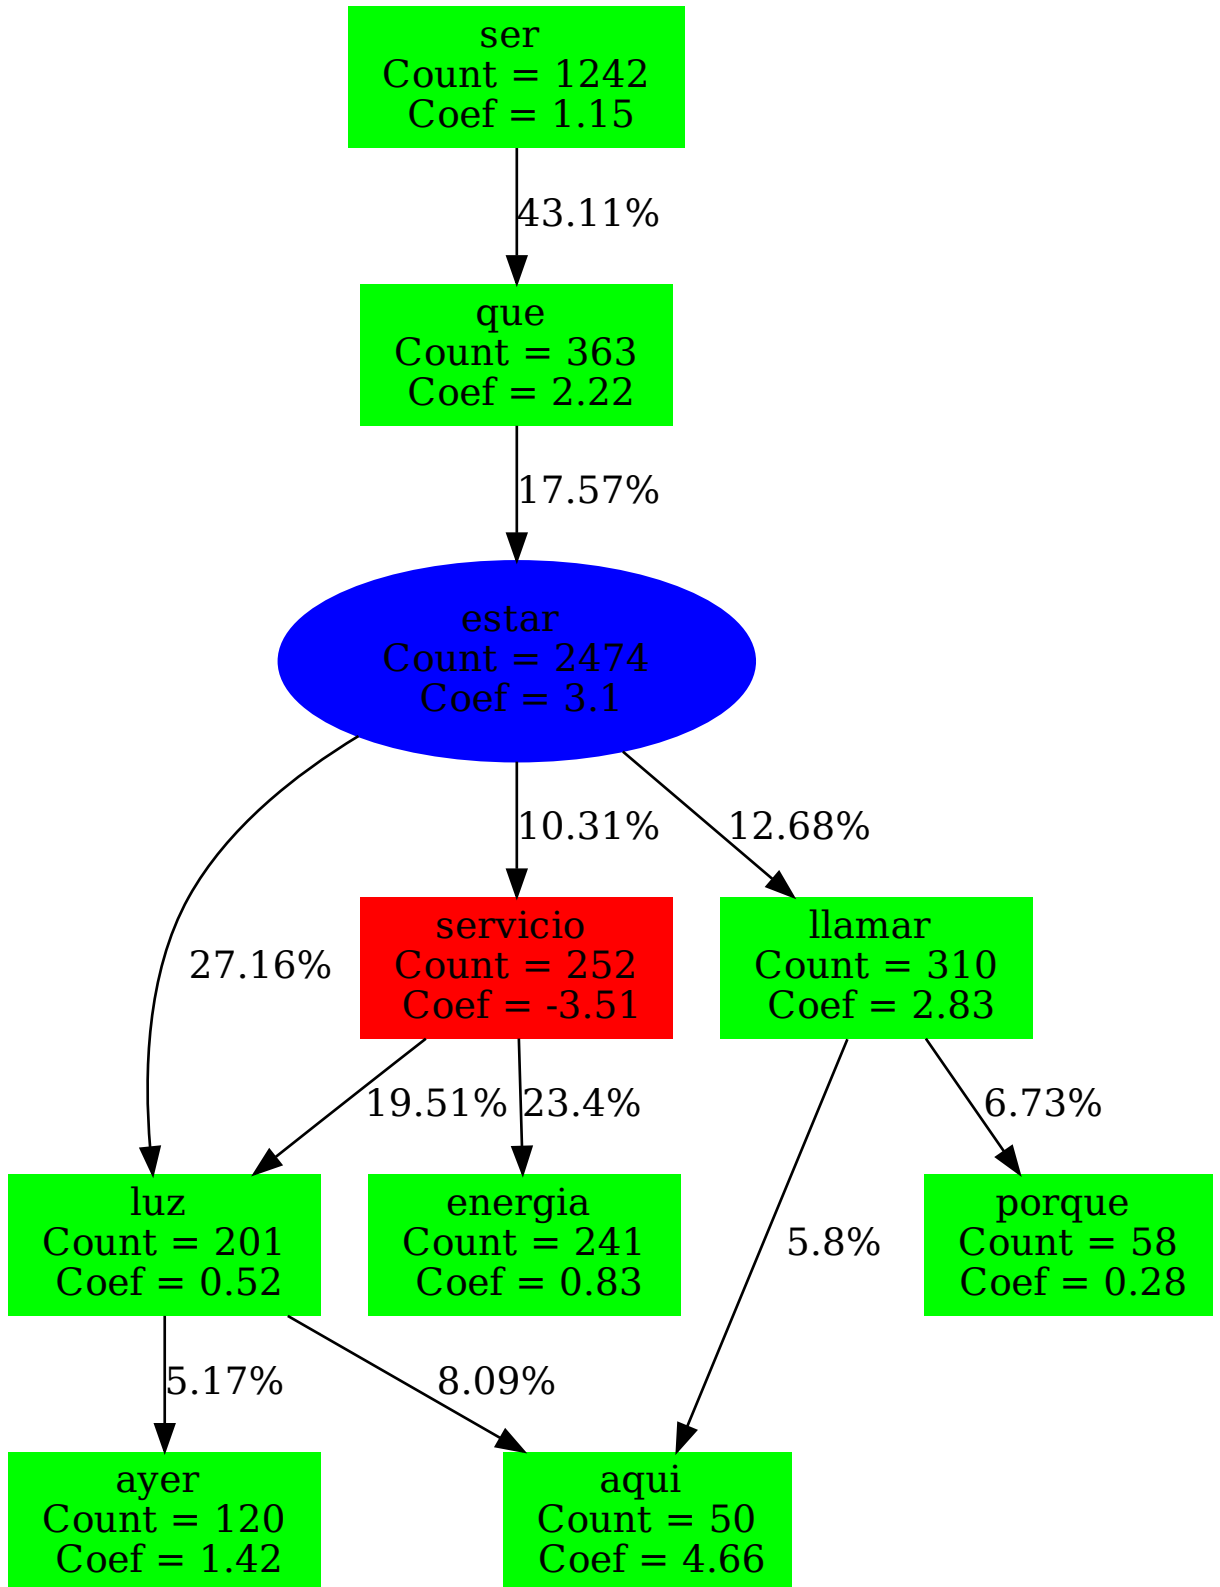 ser
Count = 1242
Coef = 1.15
43.11%
que
Count = 363
Coef = 2.22
17.57%
estar
Count = 2474
Coef = 3.1
10.31%
12.68%
27.16%
servicio
Count = 252
Coef = -3.51
llamar
Count = 310
Coef = 2.83
19.51%
23.4%
6.73%
luz
Count = 201
Coef = 0.52
energia
Count = 241
Coef = 0.83
5.8%
porque
Count = 58
Coef = 0.28
5.17%
8.09%
ayer
Count = 120
Coef = 1.42
aqui
Count = 50
Coef = 4.66